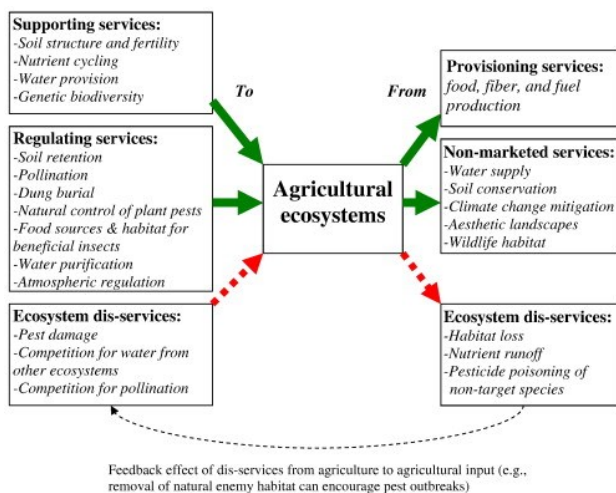 Supporting services:
-Soil structure and fertility
-Nutrient cycling
-Water provision
-Genetic biodiversity
To
Regulating services:
-Soil retention
-Pollination
-Dung burial
-Natural control of plant pests
-Food sources & habitat for
beneficial insects
-Water purification
-Atmospheric regulation
Ecosystem dis-services:
-Pest damage
-Competition for water from
other ecosystems
-Competition for pollination
Agricultural
ecosystems
From
Provisioning services:
food, fiber, and fuel
production
Non-marketed services:
-Water supply
-Soil conservation
-Climate change mitigation
-Aesthetic landscapes
-Wildlife habitat
Ecosystem dis-services:
-Habitat loss
-Nutrient runoff
-Pesticide poisoning of
non-target species
Feedback effect of dis-services from agriculture to agricultural input (e.g.,
removal of natural enemy habitat can encourage pest outbreaks)